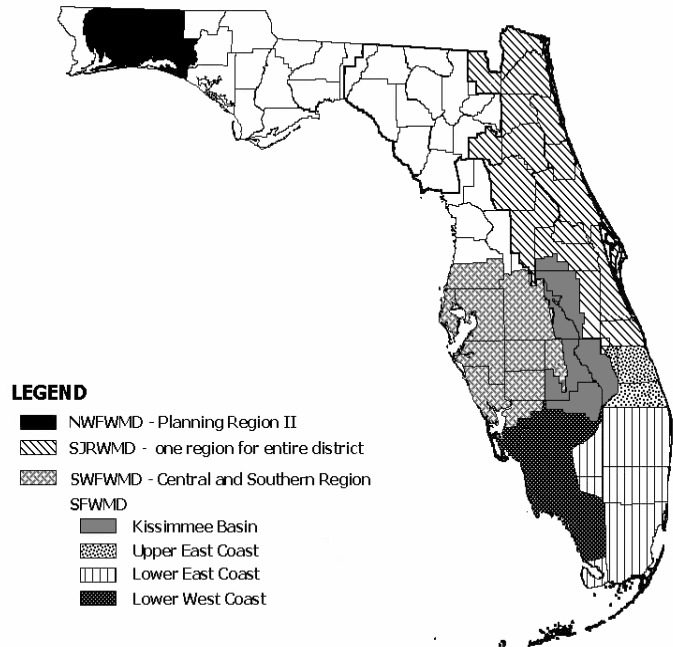 LEGEND
NWFWMD - Planning Region II
SJRWMD - one region for entire district
SWFWMD - Central and Southern Region
SFWMD
Kissimmee Basin
Upper East Coast
Lower East Coast
Lower West Coast